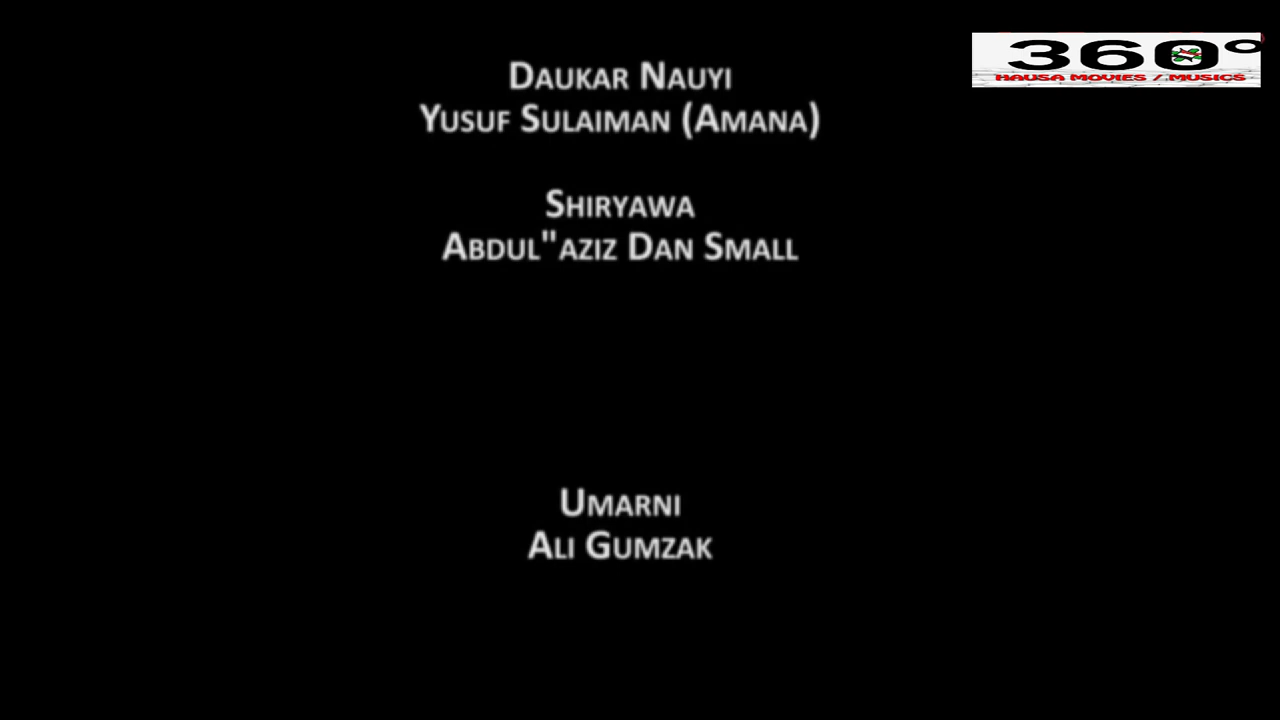 360°
HAUSA MOVIES / MUSICS
DAUKAR NAUYI
YUSUF SULAIMAN (AMANA)
SHIRYAWA
ABDUL"AZIZ DAN SMALL
UMARNI
ALI GUMZAK